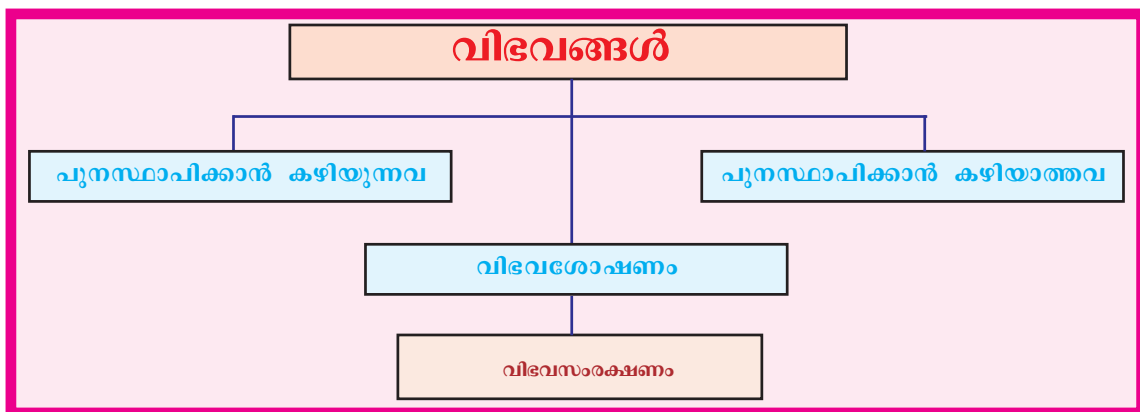 വിഭവങ്ങൾ
പുനസ്ഥാപിക്കാൻ കഴിയുന്നവ
പുനസ്ഥാപിക്കാൻ കഴിയാത്തവ
വിഭവശോഷണം
വിഭവസംരക്ഷണം